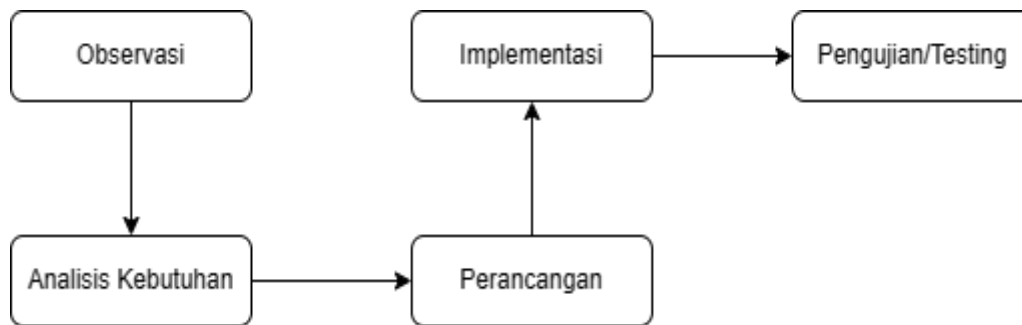 Observasi
Implementasi
Pengujian/Testing
Analisis Kebutuhan
Perancangan